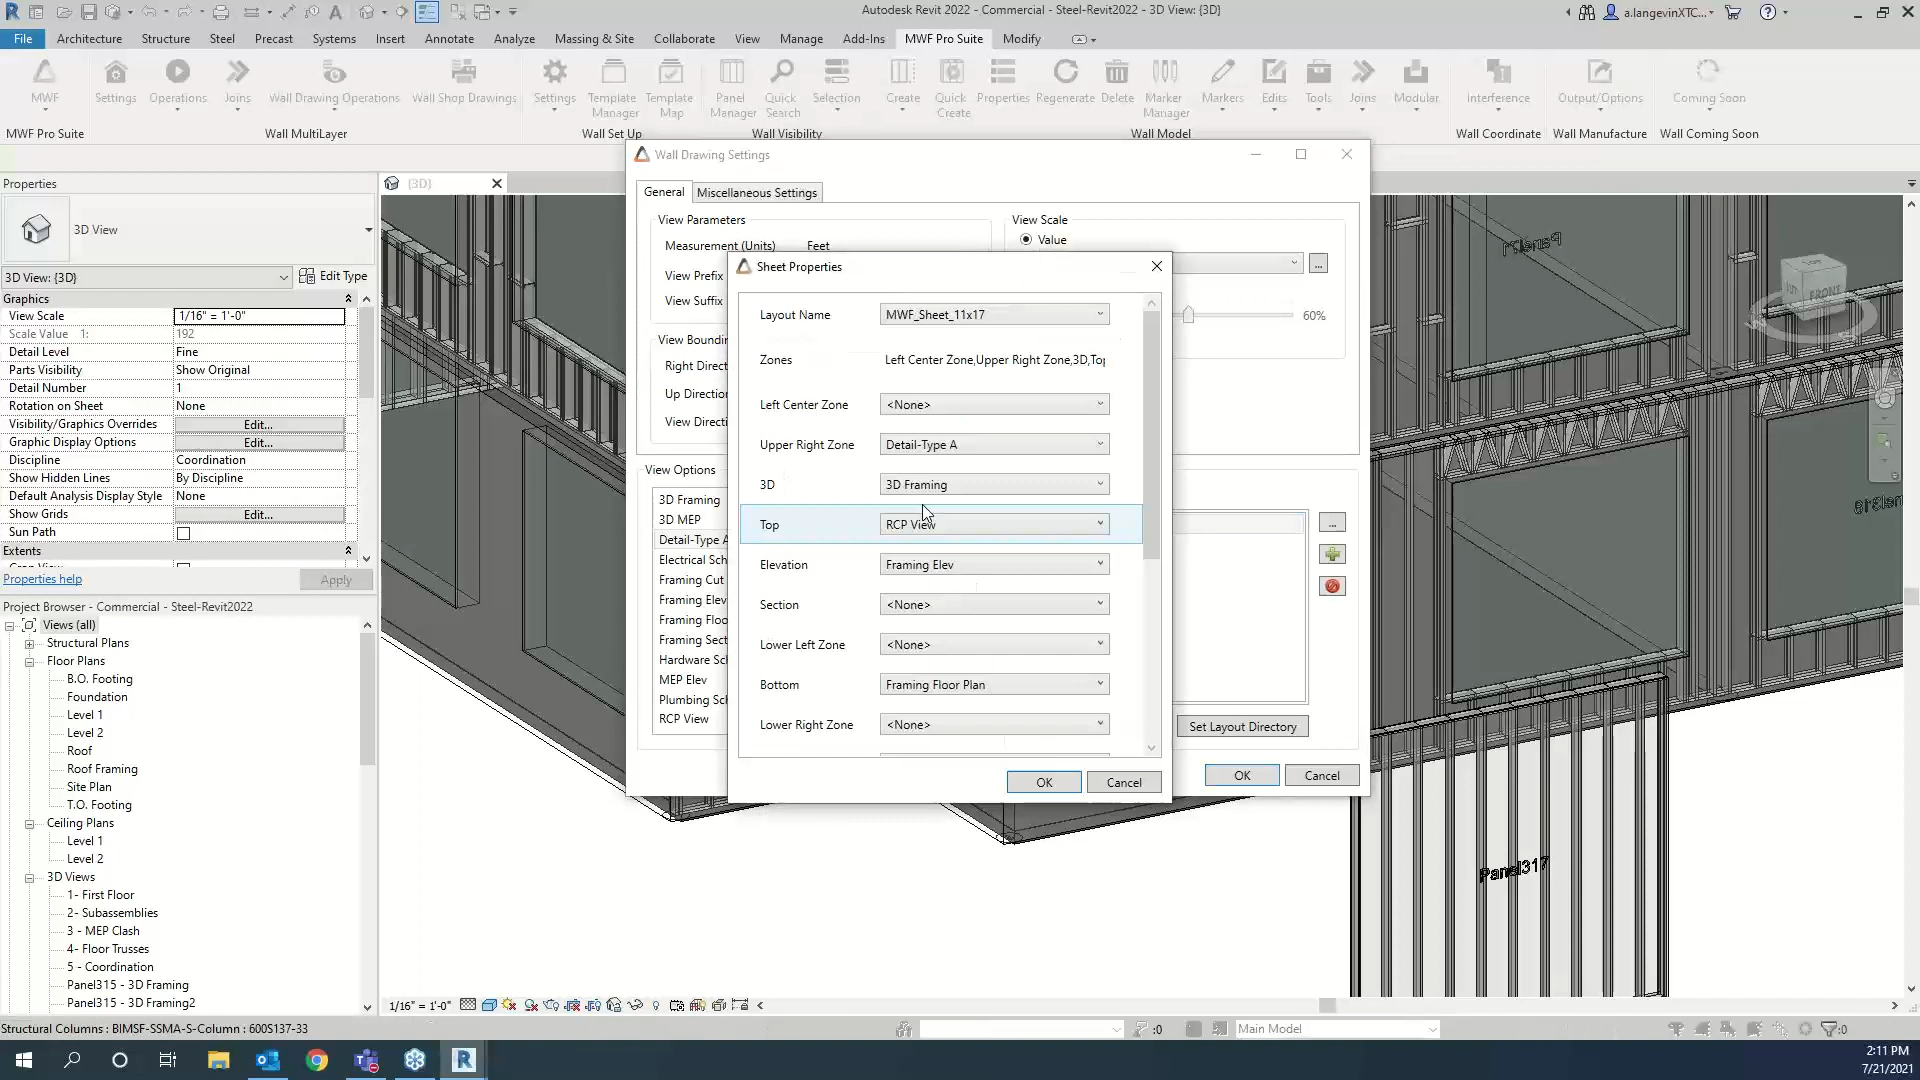 Autodesk Revit 2022 - Commercial - Steel-Revit2022 - 3D View: {3D}
a.langevinXTC...
File Architecture Structure Steel Precast Systems Insert Annotate Analyze Massing & Site Collaborate View Manage Add-Ins MWF Pro Suite Modify
MWF Settings Operations Joins Wall Drawing Operations Wall Shop Drawings Settings Template Manager Template Map Panel Manager Quick Search Selection Create Quick Create Properties Regenerate Delete Marker Manager Markers Edits Tools Joins Modular Interference Output/Options Coming Soon
MWF Pro Suite Wall MultiLayer Wall Set Up Wall Visibility Wall Model Wall Coordinate Wall Manufacture Wall Coming Soon
Properties
3D View
3D View: {3D} Edit Type
Graphics
View Scale 1/16" = 1'-0"
Scale Value 1: 192
Detail Level Fine
Parts Visibility Show Original
Detail Number 1
Rotation on Sheet None
Visibility/Graphics Overrides Edit...
Graphic Display Options Edit...
Discipline Coordination
Show Hidden Lines By Discipline
Default Analysis Display Style None
Show Grids Edit...
Sun Path
Extents
Properties help Apply
Project Browser - Commercial - Steel-Revit2022
Views (all)
Structural Plans
Floor Plans
B.O. Footing
Foundation
Level 1
Level 2
Roof
Roof Framing
Site Plan
T.O. Footing
Ceiling Plans
Level 1
Level 2
3D Views
1- First Floor
2- Subassemblies
3 - MEP Clash
4- Floor Trusses
5 - Coordination
Panel315 - 3D Framing
Panel315 - 3D Framing2
{3D}
Wall Drawing Settings
General Miscellaneous Settings
View Parameters
Measurement (Units) Feet
View Prefix
View Suffix
View Scale
Value
...
60%
View Boundin
Right Direct
Up Direction
View Directi
View Options
3D Framing
3D MEP
Detail-Type A
Electrical Sch
Framing Cut
Framing Elev
Framing Floo
Framing Sect
Hardware Sch
MEP Elev
Plumbing Sch
RCP View
...
Set Layout Directory
OK Cancel
Sheet Properties
Layout Name MWF_Sheet_11x17
Zones Left Center Zone,Upper Right Zone,3D,Top
Left Center Zone <None>
Upper Right Zone Detail-Type A
3D 3D Framing
Top RCP View
Elevation Framing Elev
Section <None>
Lower Left Zone <None>
Bottom Framing Floor Plan
Lower Right Zone <None>
OK Cancel
FRONT
Panel317
1/16" = 1'-0"
Structural Columns : BIMSF-SSMA-S-Column : 600S137-33
:0
Main Model
:0
2:11 PM
7/21/2021